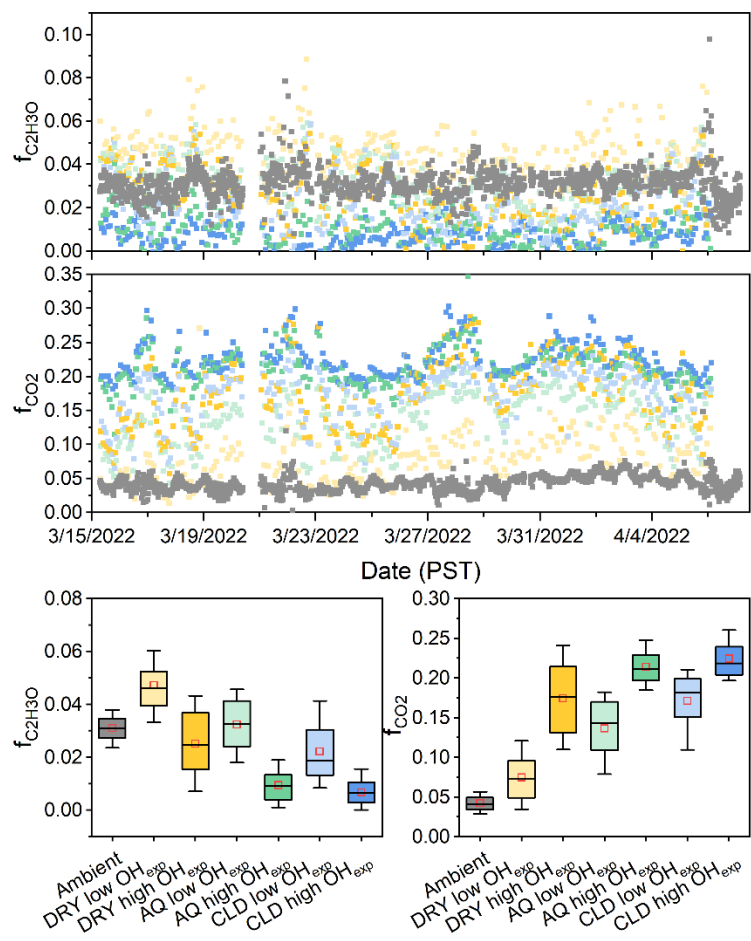 0.10
0.08
0.06
0.04
0.02
0.00
f_C2H3O
0.35
0.30
0.25
0.20
0.15
0.10
0.05
0.00
f_CO2
3/15/2022 3/19/2022 3/23/2022 3/27/2022 3/31/2022 4/4/2022
Date (PST)
0.08
0.06
0.04
0.02
0.00
f_C2H3O
Ambient
DRY low OH_exp
DRY high OH_exp
AQ low OH_exp
AQ high OH_exp
CLD low OH_exp
CLD high OH_exp
0.30
0.25
0.20
0.15
0.10
0.05
0.00
f_CO2
Ambient
DRY low OH_exp
DRY high OH_exp
AQ low OH_exp
AQ high OH_exp
CLD low OH_exp
CLD high OH_exp